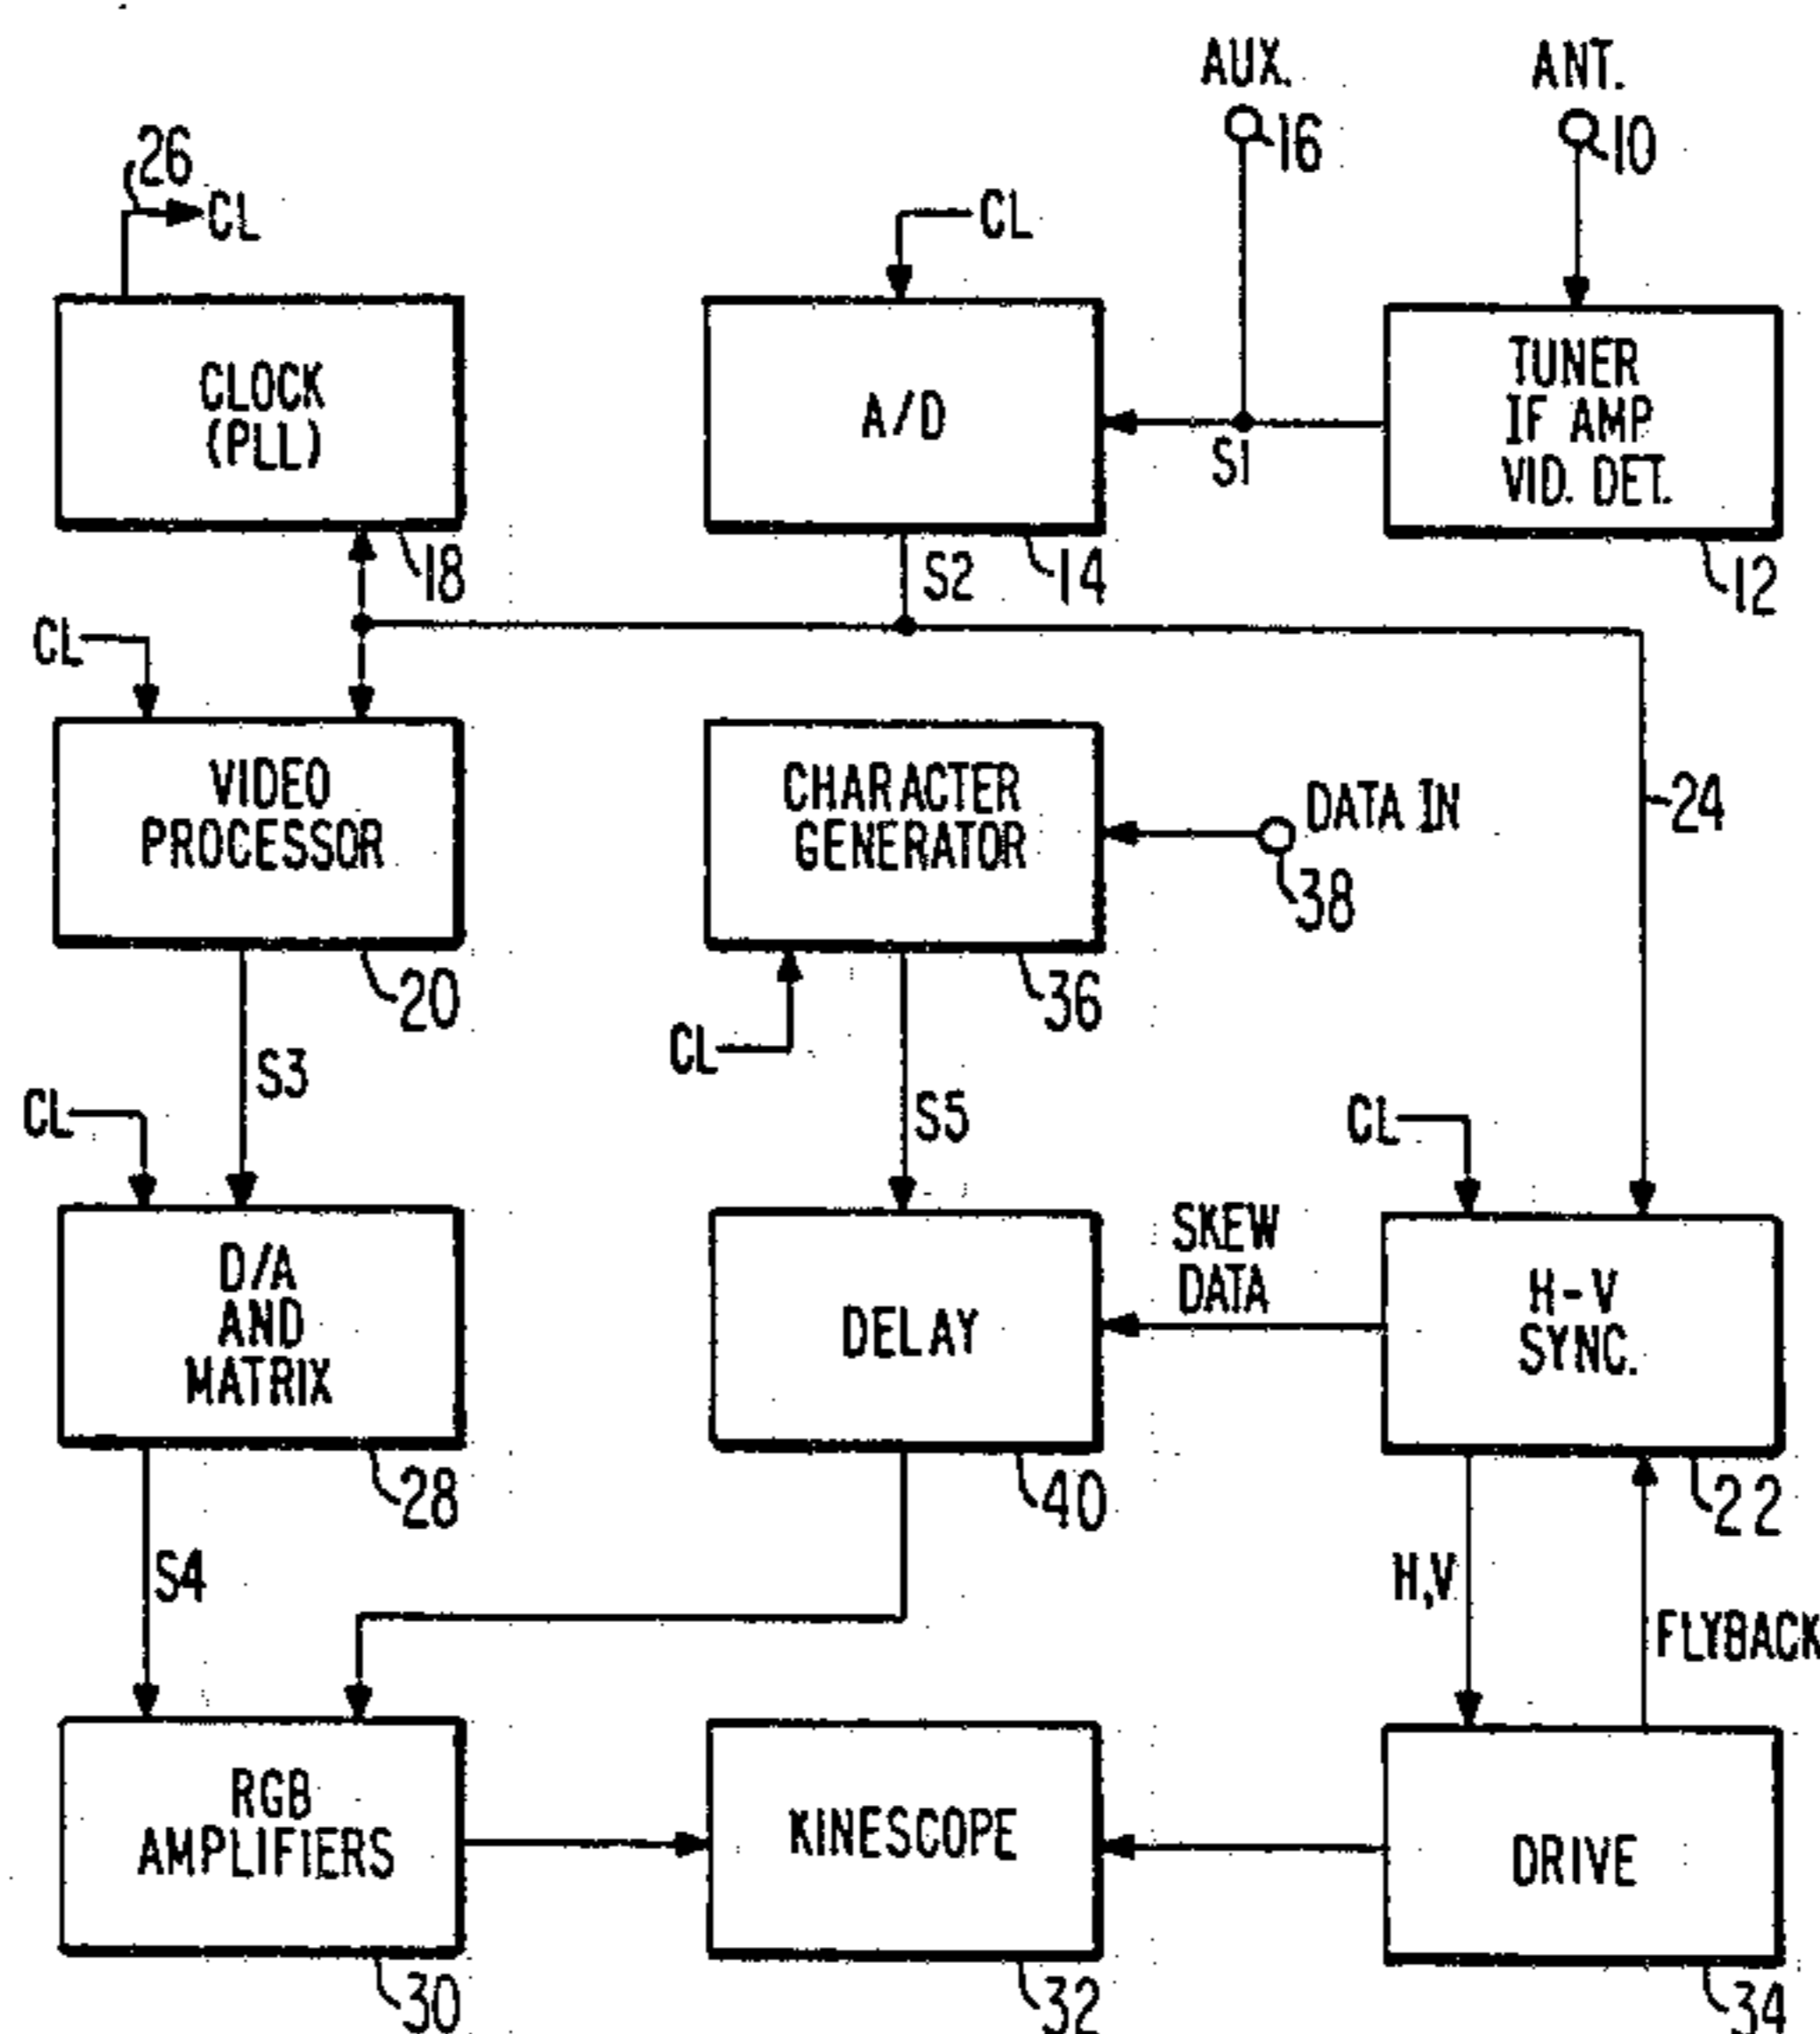 AUX.
ANT.
16
10
26
CL
CL
CLOCK
(PLL)
A/D
S1
TUNER
IF AMP
VID. DET.
18
S2
14
12
CL
VIDEO
PROCESSOR
CHARACTER
GENERATOR
DATA IN
24
38
20
36
CL
S3
CL
S5
CL
D/A
AND
MATRIX
DELAY
SKEW
DATA
H-V
SYNC.
28
40
22
S4
H,V
FLYBACK
RGB
AMPLIFIERS
KINESCOPE
DRIVE
30
32
34